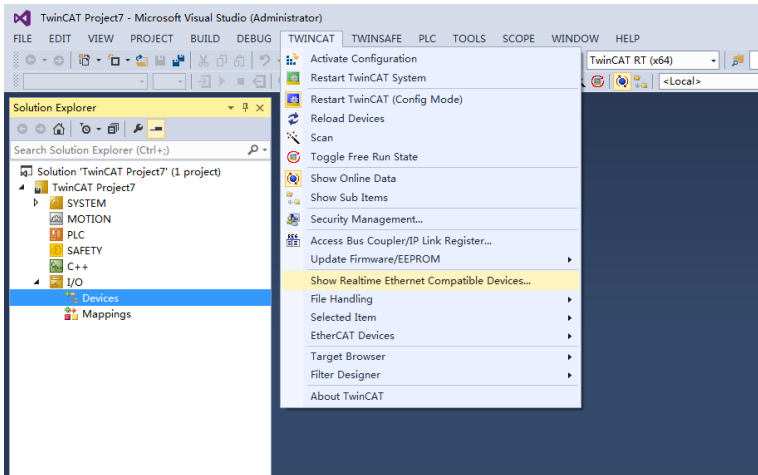 TwinCAT Project7 - Microsoft Visual Studio (Administrator)
FILE EDIT VIEW PROJECT BUILD DEBUG TWINCAT TWINSAFE PLC TOOLS SCOPE WINDOW HELP
TwinCAT RT (x64)
<Local>
Solution Explorer
Search Solution Explorer (Ctrl+;)
Solution 'TwinCAT Project7' (1 project)
TwinCAT Project7
SYSTEM
MOTION
PLC
SAFETY
C++
I/O
Devices
Mappings
Activate Configuration
Restart TwinCAT System
Restart TwinCAT (Config Mode)
Reload Devices
Scan
Toggle Free Run State
Show Online Data
Show Sub Items
Security Management...
Access Bus Coupler/IP Link Register...
Update Firmware/EEPROM
Show Realtime Ethernet Compatible Devices...
File Handling
Selected Item
EtherCAT Devices
Target Browser
Filter Designer
About TwinCAT